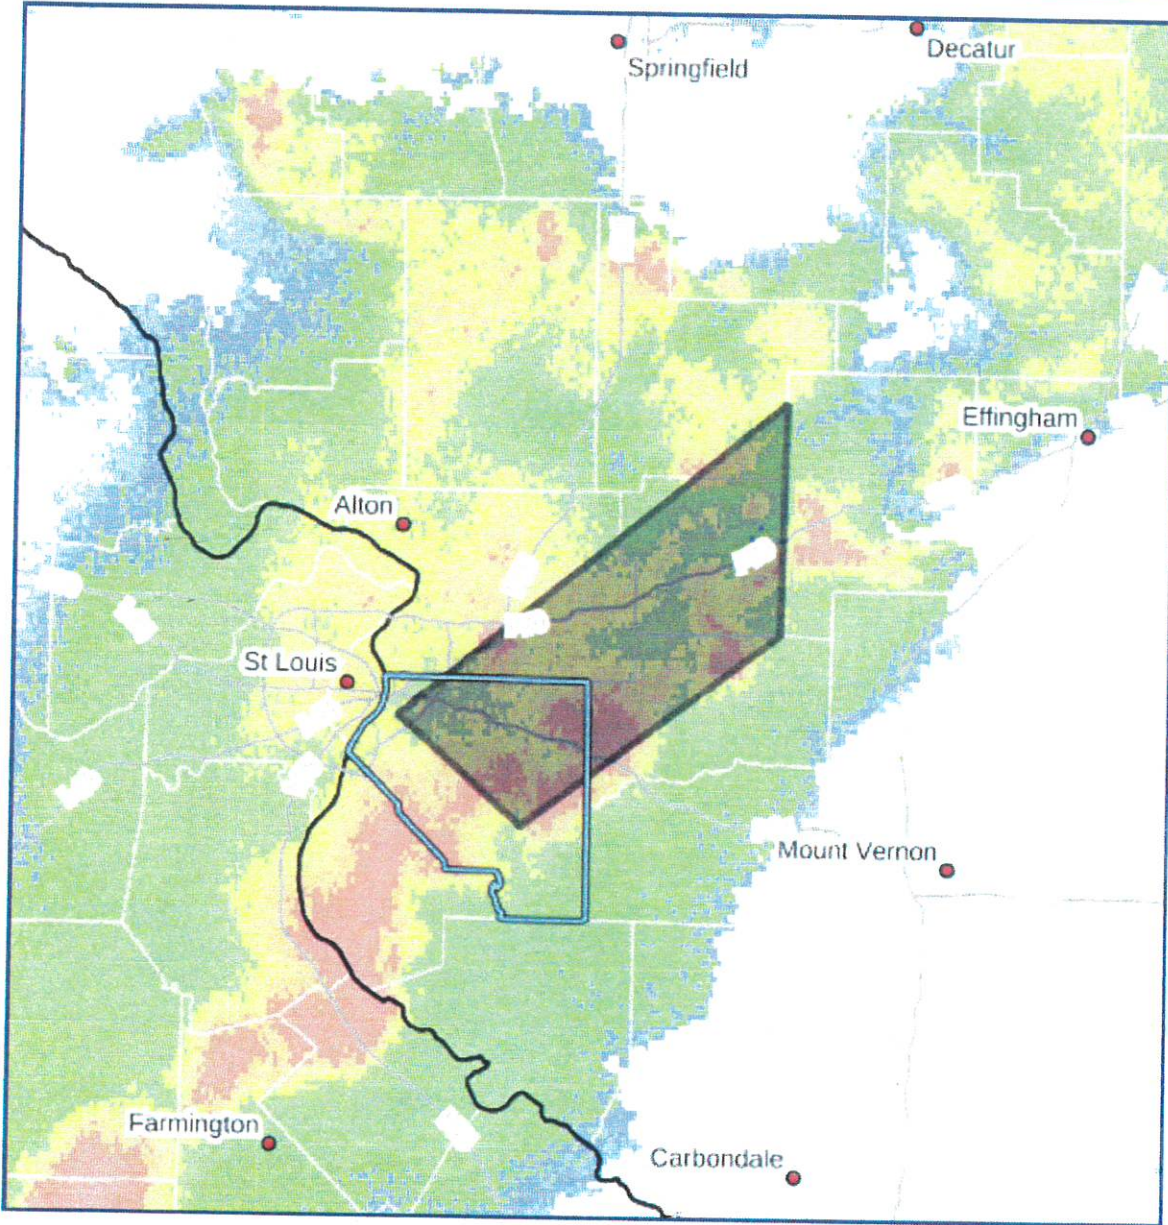 Springfield
Decatur
Effingham
Alton
St Louis
Mount Vernon
Farmington
Carbondale